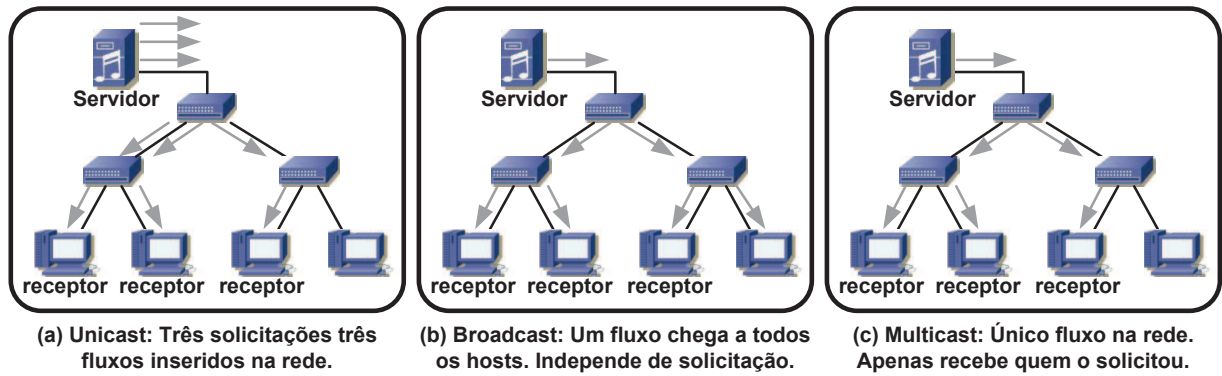 Servidor
receptor receptor receptor
(a) Unicast: Três solicitações três
fluxos inseridos na rede.
Servidor
receptor receptor receptor
(b) Broadcast: Um fluxo chega a todos
os hosts. Independe de solicitação.
Servidor
receptor receptor receptor
(c) Multicast: Único fluxo na rede.
Apenas recebe quem o solicitou.